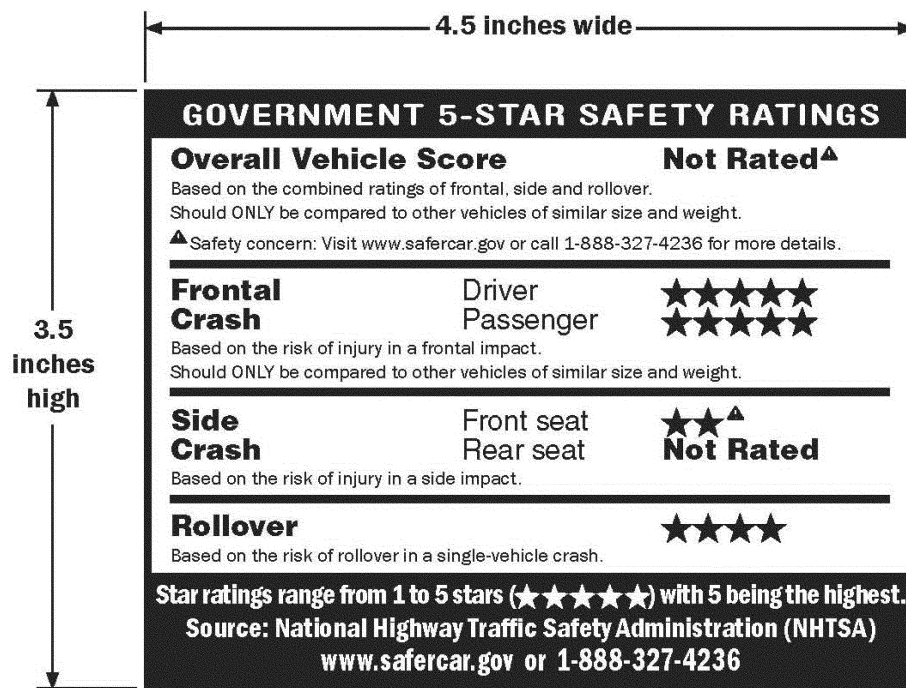 4.5 inches wide
3.5
inches
high
GOVERNMENT 5-STAR SAFETY RATINGS
Overall Vehicle Score Not Rated⚠
Based on the combined ratings of frontal, side and rollover.
Should ONLY be compared to other vehicles of similar size and weight.
⚠Safety concern: Visit www.safercar.gov or call 1-888-327-4236 for more details.
Frontal Driver ★★★★★
Crash Passenger ★★★★★
Based on the risk of injury in a frontal impact.
Should ONLY be compared to other vehicles of similar size and weight.
Side Front seat ★★⚠
Crash Rear seat Not Rated
Based on the risk of injury in a side impact.
Rollover ★★★★
Based on the risk of rollover in a single-vehicle crash.
Star ratings range from 1 to 5 stars (★★★★★) with 5 being the highest.
Source: National Highway Traffic Safety Administration (NHTSA)
www.safercar.gov or 1-888-327-4236